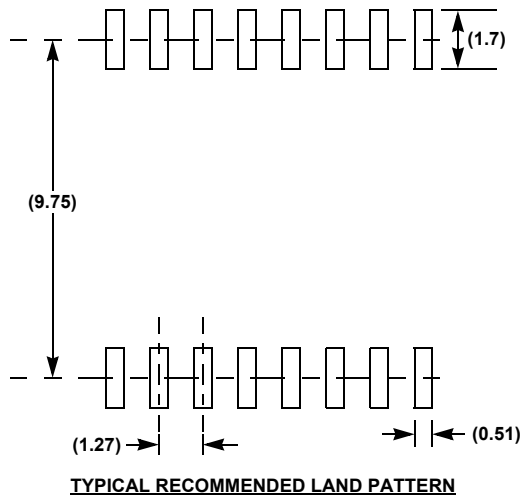 (1.7)
(9.75)
(1.27)
(0.51)
TYPICAL RECOMMENDED LAND PATTERN